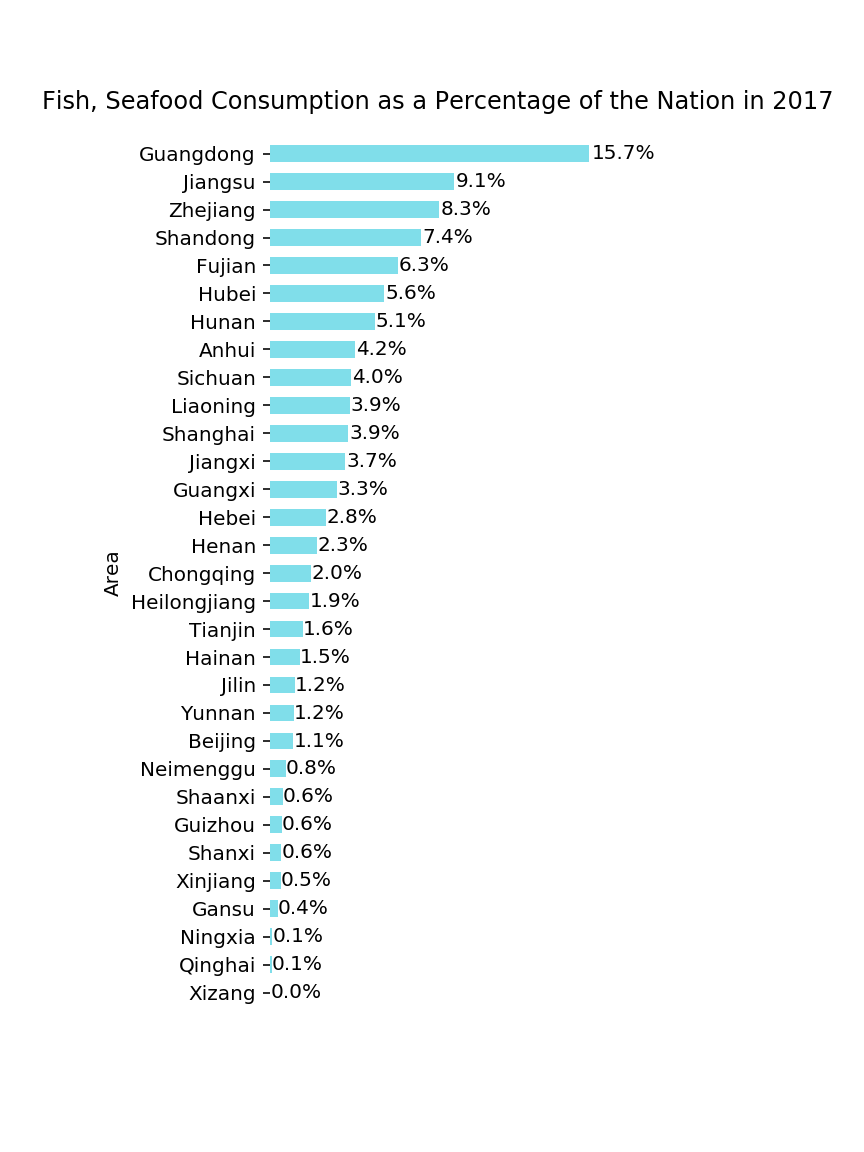 Fish, Seafood Consumption as a Percentage of the Nation in 2017
Guangdong 15.7%
Jiangsu 9.1%
Zhejiang 8.3%
Shandong 7.4%
Fujian 6.3%
Hubei 5.6%
Hunan 5.1%
Anhui 4.2%
Sichuan 4.0%
Liaoning 3.9%
Shanghai 3.9%
Jiangxi 3.7%
Guangxi 3.3%
Hebei 2.8%
Henan 2.3%
Area
Chongqing 2.0%
Heilongjiang 1.9%
Tianjin 1.6%
Hainan 1.5%
Jilin 1.2%
Yunnan 1.2%
Beijing 1.1%
Neimenggu 0.8%
Shaanxi 0.6%
Guizhou 0.6%
Shanxi 0.6%
Xinjiang 0.5%
Gansu 0.4%
Ningxia 0.1%
Qinghai 0.1%
Xizang 0.0%